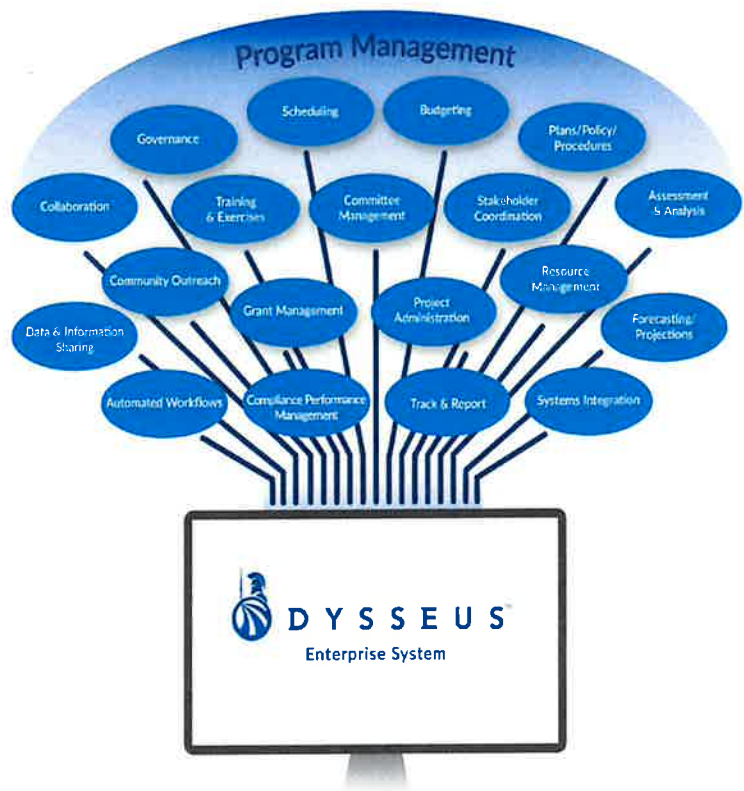 Program Management
Scheduling
Budgeting
Governance
Plans/Policy/
Procedures
Collaboration
Training
& Exercises
Committee
Management
Stakeholder
Coordination
Assessment
& Analysis
Community Outreach
Grant Management
Project
Administration
Resource
Management
Data & Information
Sharing
Forecasting/
Projections
Automated Workflows
Compliance Performance
Management
Track & Report
Systems Integration
DYSSEUS™
Enterprise System